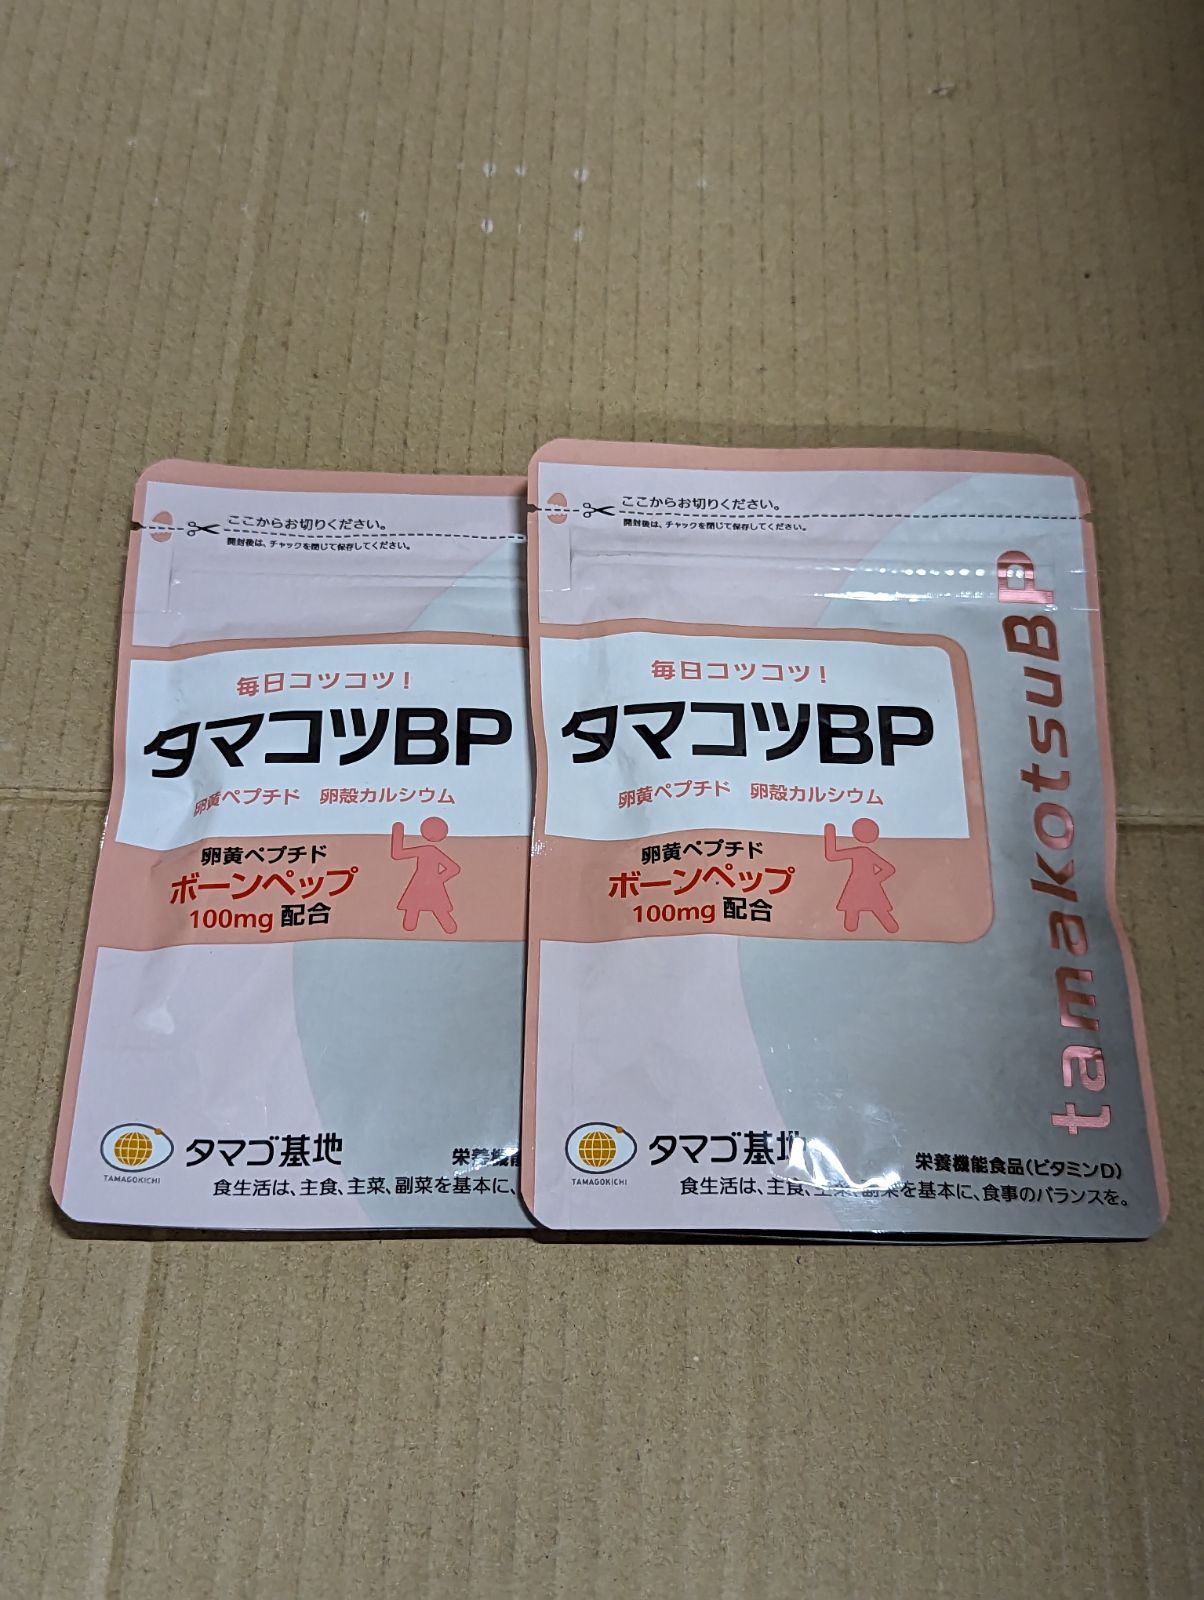 ここからお切りください。
開封後は、チャックを閉じて保存してください。
毎日コツコツ！
タマコツBP
卵黄ペプチド 卵殻カルシウム
卵黄ペプチド
ボーンペップ
100mg 配合
TAMAGOKICHI
タマゴ基地
栄養機能
食生活は、主食、主菜、副菜を基本に、
ここからお切りください。
開封後は、チャックを閉じて保存してください。
毎日コツコツ！
タマコツBP
卵黄ペプチド 卵殻カルシウム
卵黄ペプチド
ボーンペップ
100mg 配合
tamakotsuBP
TAMAGOKICHI
タマゴ基地
栄養機能食品（ビタミンD）
食生活は、主食、主菜、副菜を基本に、食事のバランスを。